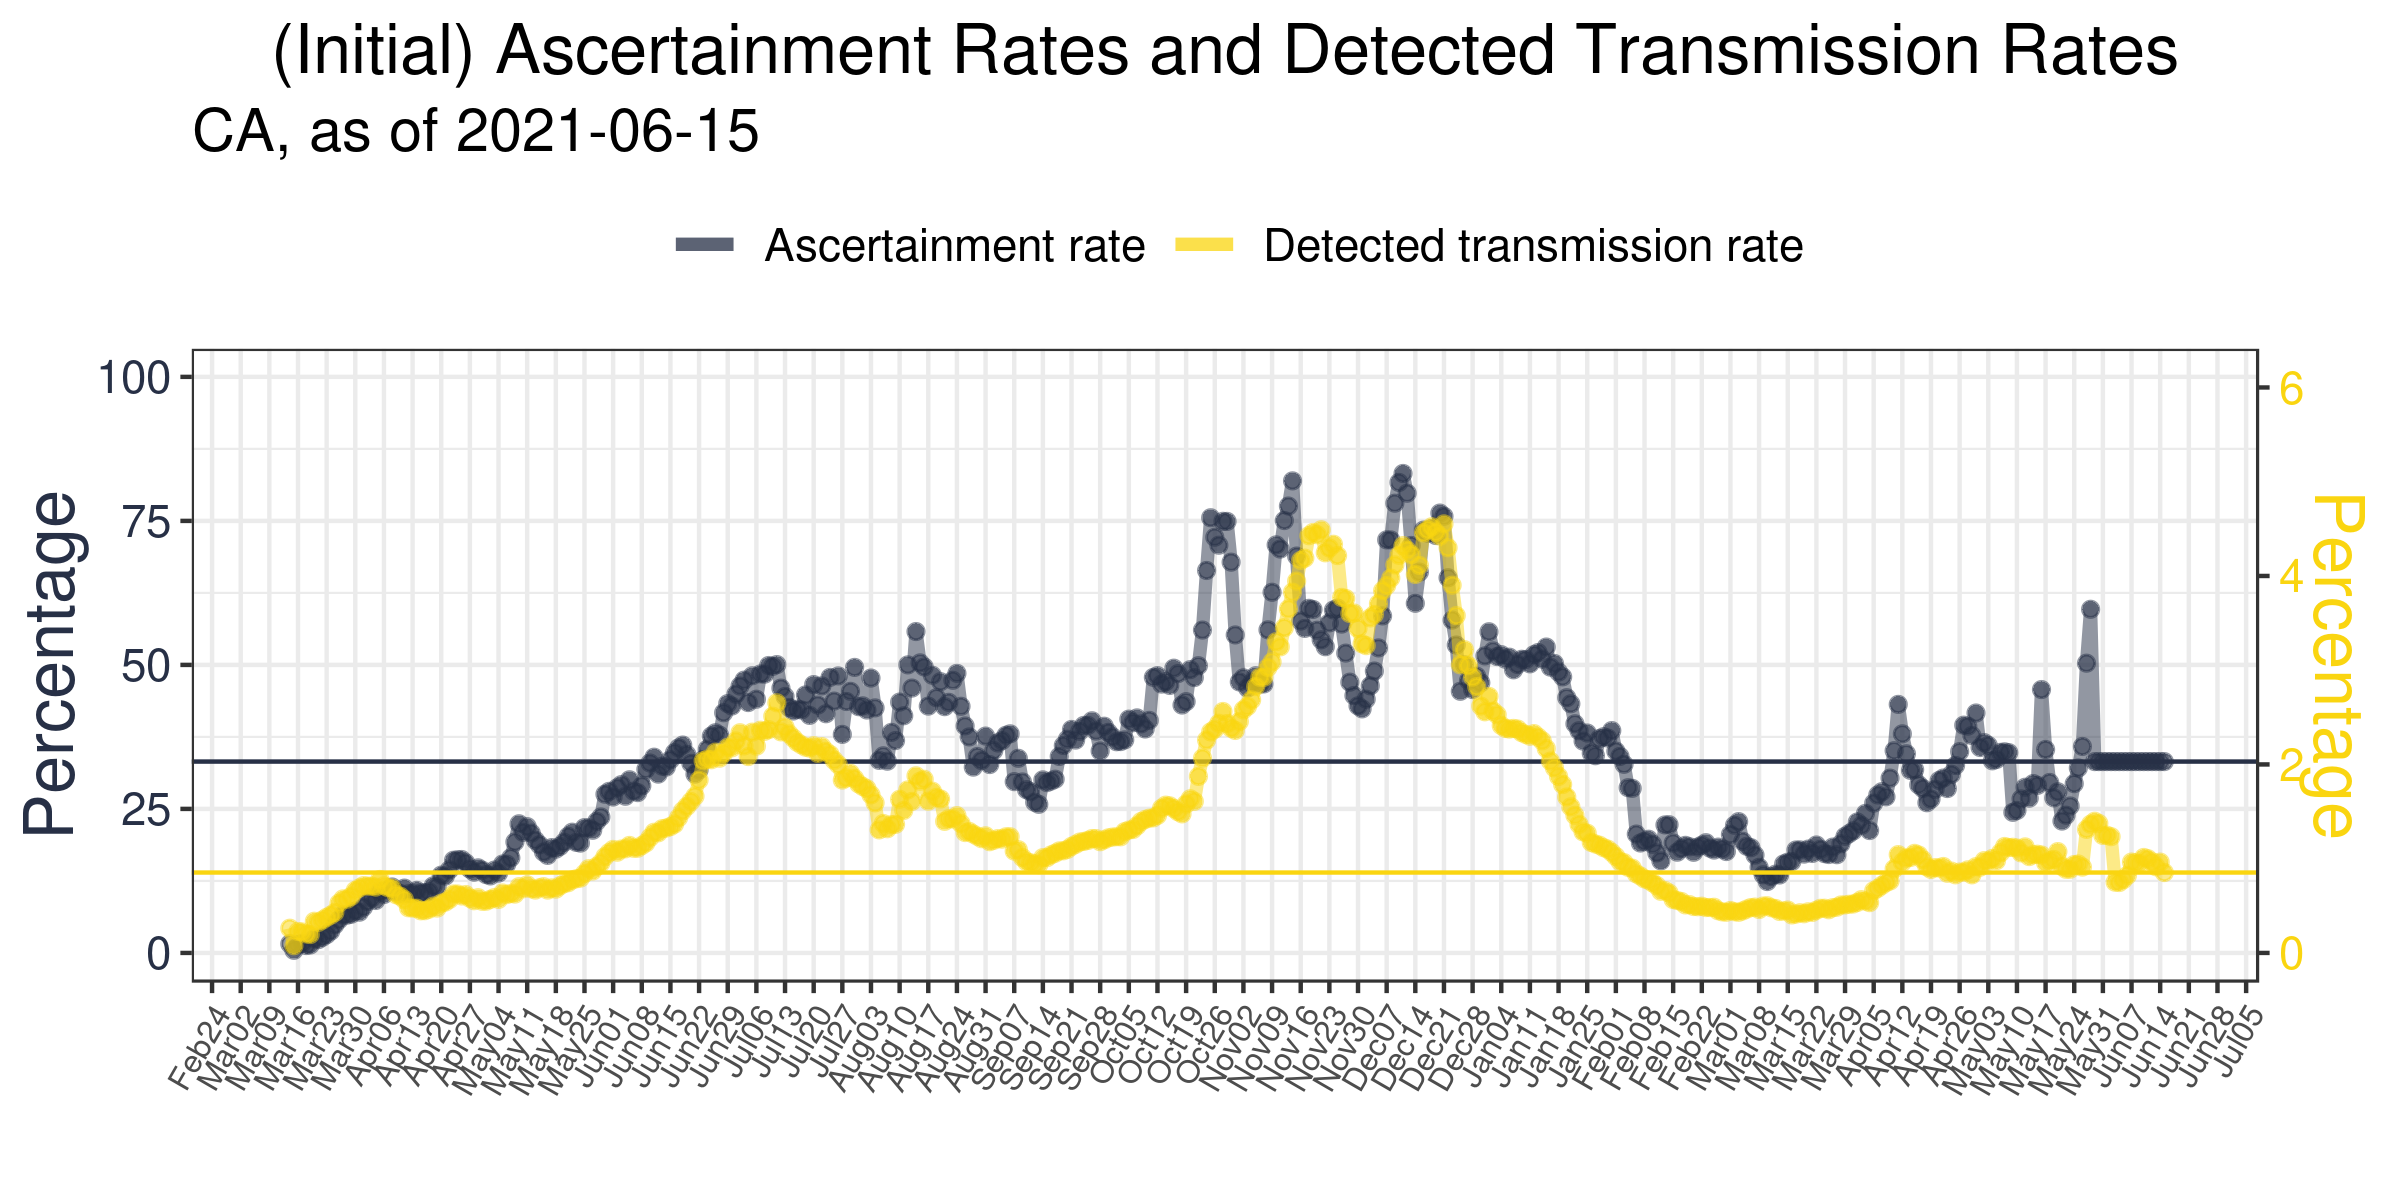 (Initial) Ascertainment Rates and Detected Transmission Rates
CA, as of 2021-06-15
Ascertainment rate
Detected transmission rate
Percentage
100
75
50
25
0
6
4
2
0
Percentage
Feb24
Mar02
Mar09
Mar16
Mar23
Mar30
Apr06
Apr13
Apr20
Apr27
May04
May11
May18
May25
Jun01
Jun08
Jun15
Jun22
Jun29
Jul06
Jul13
Jul20
Jul27
Aug03
Aug10
Aug17
Aug24
Aug31
Sep07
Sep14
Sep21
Sep28
Oct05
Oct12
Oct19
Oct26
Nov02
Nov09
Nov16
Nov23
Nov30
Dec07
Dec14
Dec21
Dec28
Jan04
Jan11
Jan18
Jan25
Feb01
Feb08
Feb15
Feb22
Mar01
Mar08
Mar15
Mar22
Mar29
Apr05
Apr12
Apr19
Apr26
May03
May10
May17
May24
May31
Jun07
Jun14
Jun21
Jun28
Jul05